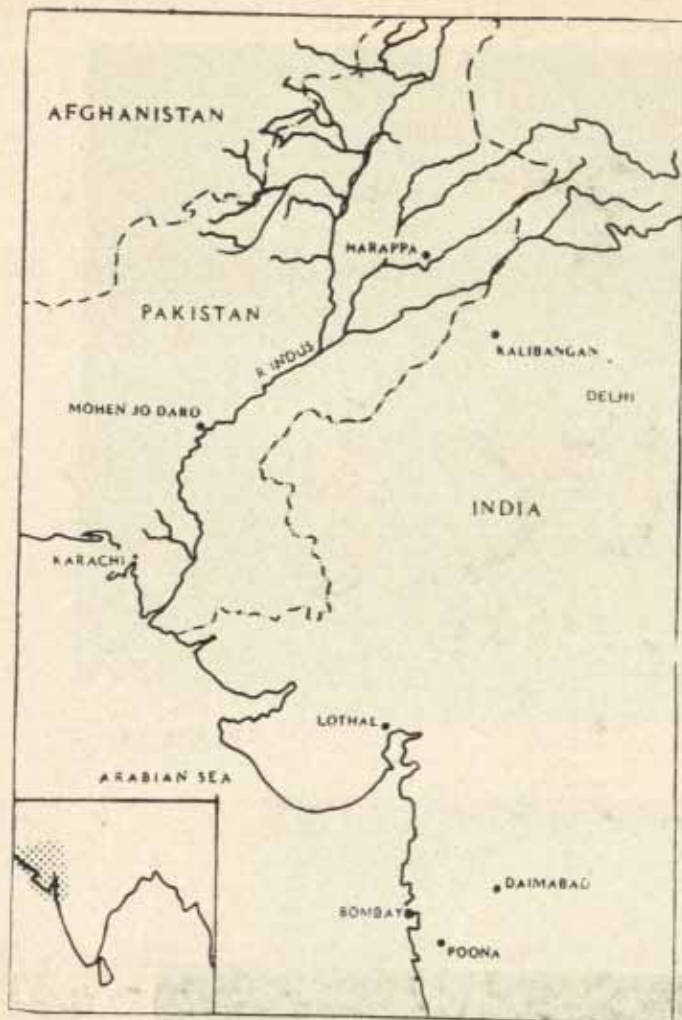 AFGHANISTAN
HARAPPA
PAKISTAN
R. INDUS
KALIBANGAN
DELHI
MOHEN JO DARO
INDIA
KARACHI
LOTHAL
ARABIAN SEA
DAIMABAD
BOMBAY
POONA